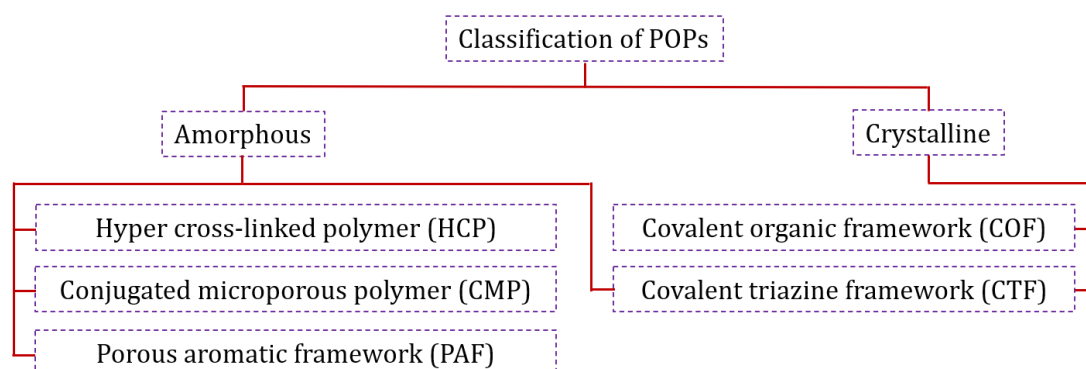 Classification of POPs
Amorphous
Crystalline
Hyper cross-linked polymer (HCP)
Covalent organic framework (COF)
Conjugated microporous polymer (CMP)
Covalent triazine framework (CTF)
Porous aromatic framework (PAF)